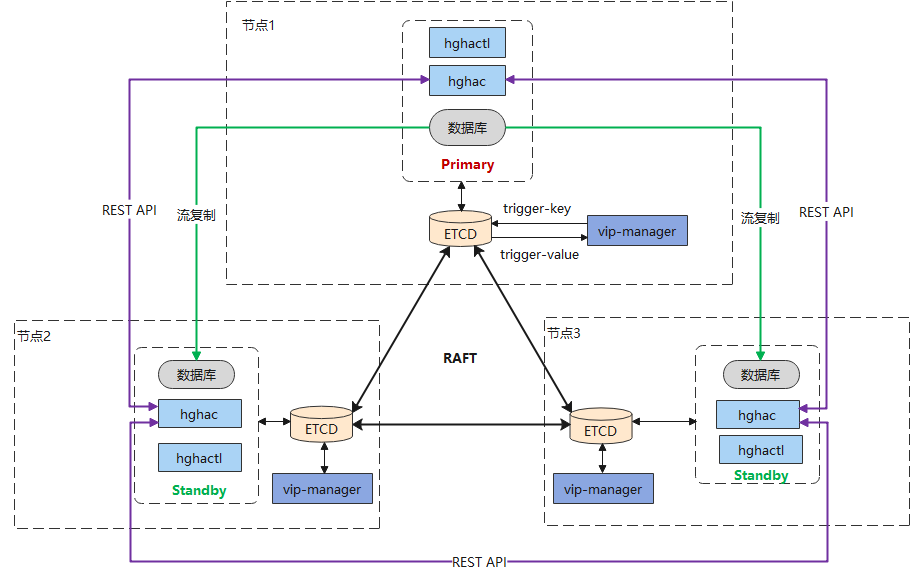 节点1
hghactl
hghac
数据库
Primary
REST API
流复制
trigger-key
ETCD
vip-manager
trigger-value
流复制
REST API
节点2
RAFT
节点3
数据库
hghac
ETCD
hghactl
Standby
vip-manager
数据库
hghac
ETCD
hghactl
Standby
vip-manager
REST API